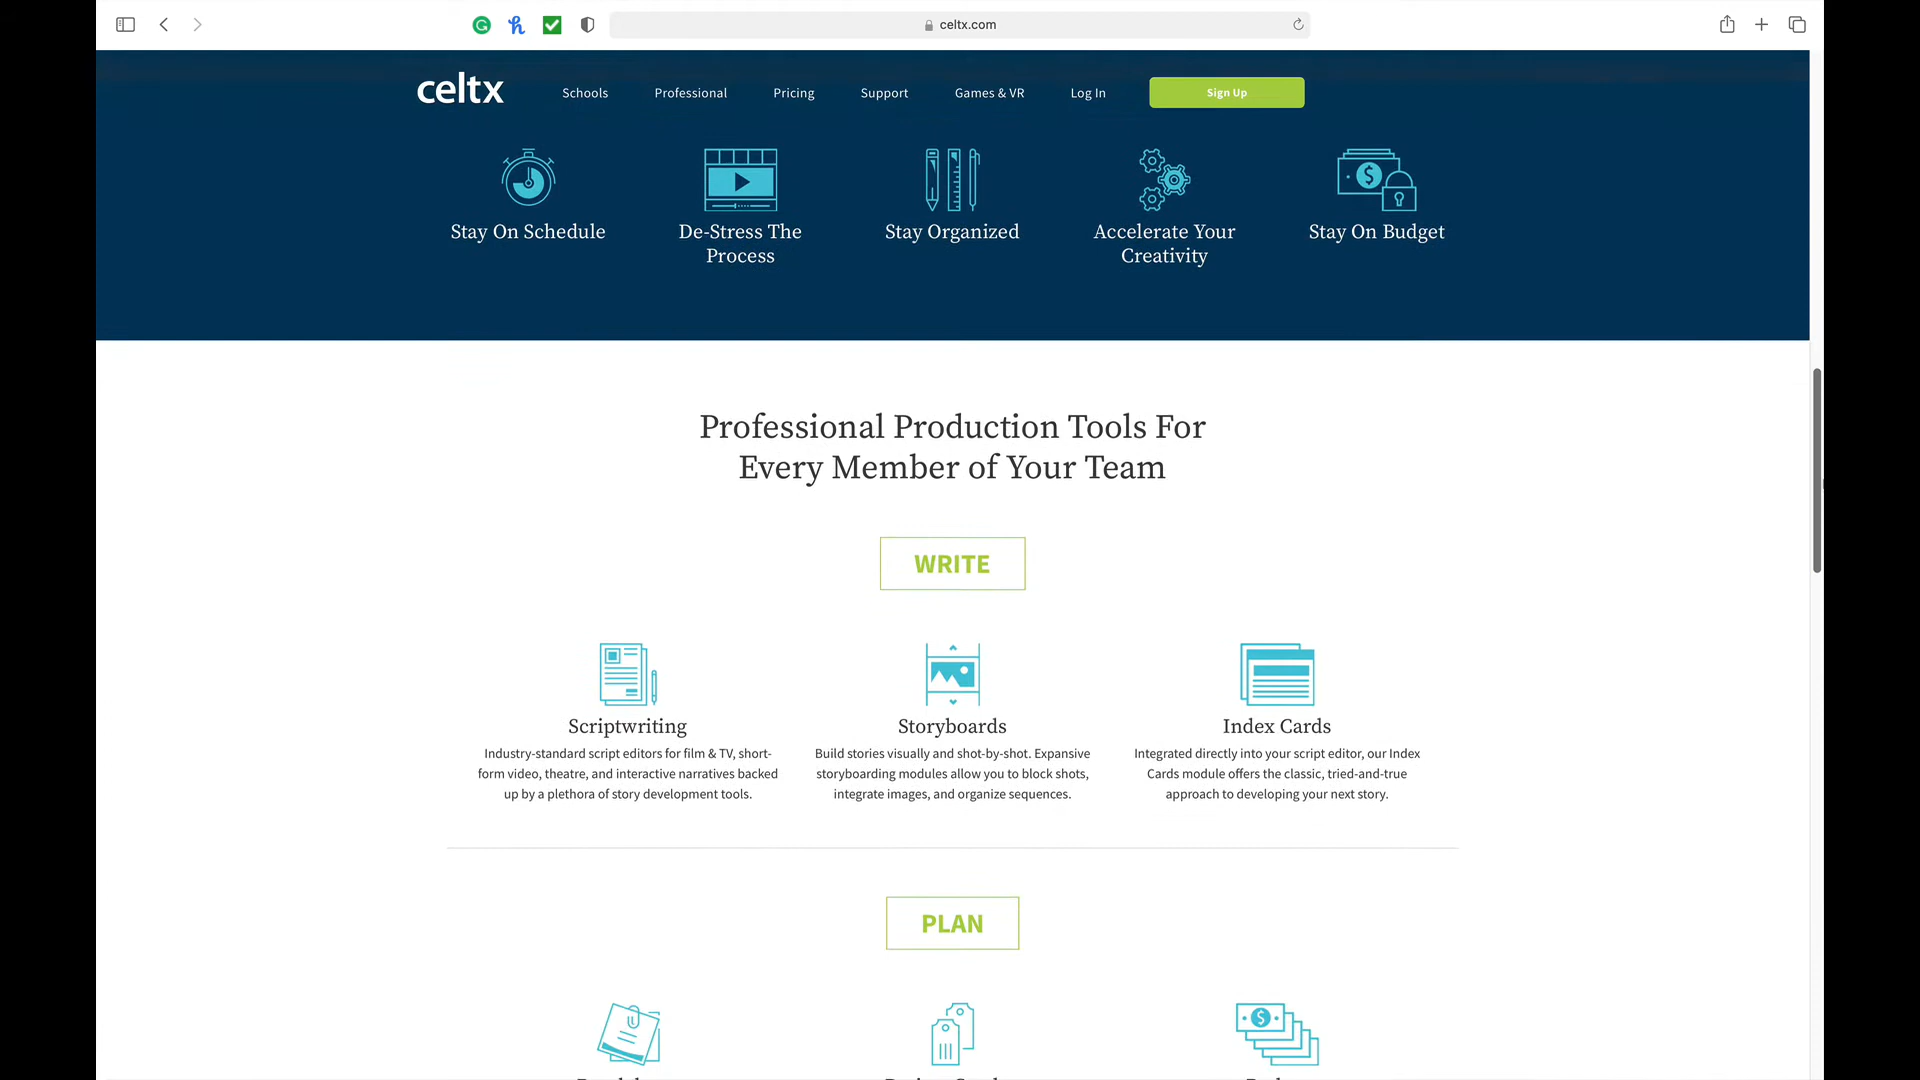 celtx.com
celtx
Schools
Professional
Pricing
Support
Games & VR
Log In
Sign Up
Stay On Schedule
De-Stress The
Process
Stay Organized
Accelerate Your
Creativity
Stay On Budget
Professional Production Tools For
Every Member of Your Team
WRITE
Scriptwriting
Industry-standard script editors for film & TV, short-
form video, theatre, and interactive narratives backed
up by a plethora of story development tools.
Storyboards
Build stories visually and shot-by-shot. Expansive
storyboarding modules allow you to block shots,
integrate images, and organize sequences.
Index Cards
Integrated directly into your script editor, our Index
Cards module offers the classic, tried-and-true
approach to developing your next story.
PLAN